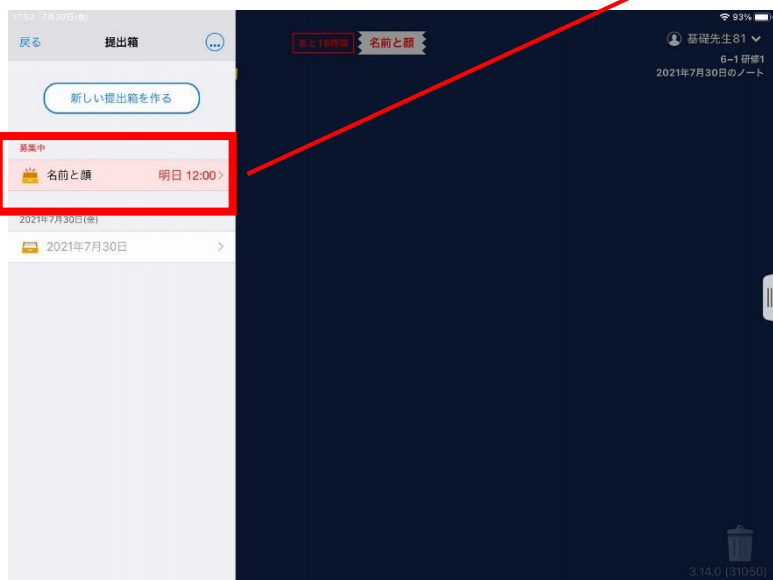 17:52 7月30日(金)
93%
戻る
提出箱
あと18時間
名前と顔
基礎先生81
6-1 研修1
2021年7月30日のノート
新しい提出箱を作る
募集中
名前と顔
明日 12:00
2021年7月30日(金)
2021年7月30日
3.14.0 (31050)